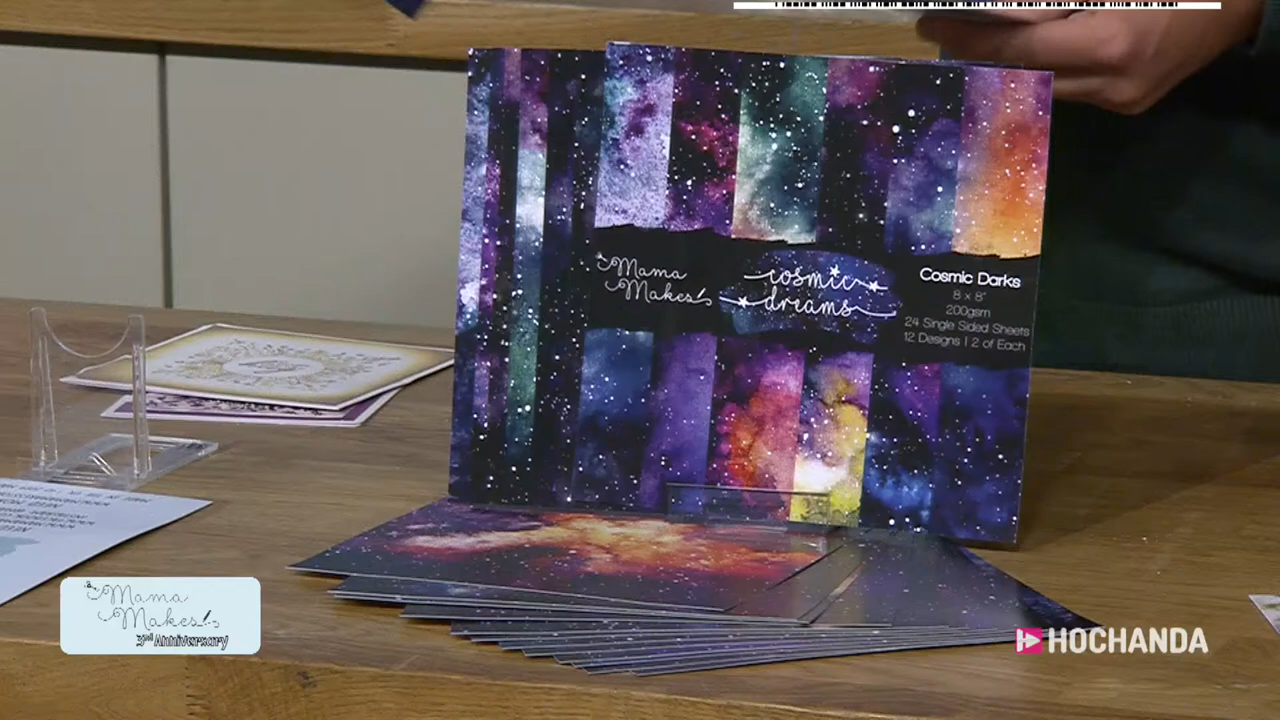 Mama
Makes!
cosmic
dreams
Cosmic Darks
8 x 8"
200gsm
24 Single Sided Sheets
12 Designs | 2 of Each
Mama
Makes!
3rd Anniversary
HOCHANDA